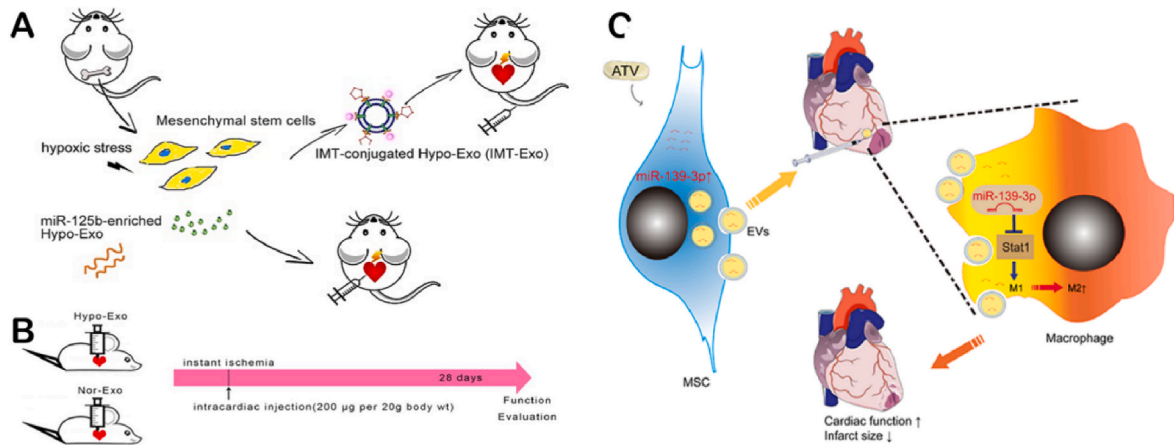 A
Mesenchymal stem cells
hypoxic stress
IMT-conjugated Hypo-Exo (IMT-Exo)
miR-125b-enriched
Hypo-Exo
B
Hypo-Exo
Nor-Exo
instant ischemia
28 days
intracardiac injection(200 μg per 20g body wt)
Function
Evaluation
C
ATV
miR-139-3p↑
EVs
MSC
miR-139-3p
Stat1
M1
M2↑
Macrophage
Cardiac function ↑
Infarct size ↓